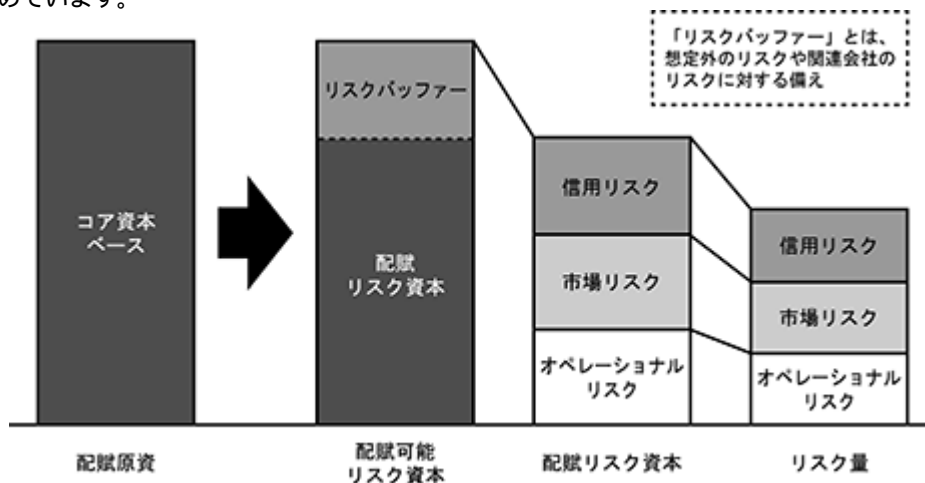 めています。
「リスクバッファー」とは、
想定外のリスクや関連会社の
リスクに対する備え
リスクバッファー
コア資本
ベース
配賦
リスク資本
信用リスク
市場リスク
オペレーショナル
リスク
信用リスク
市場リスク
オペレーショナル
リスク
配賦原資
配賦可能
リスク資本
配賦リスク資本
リスク量